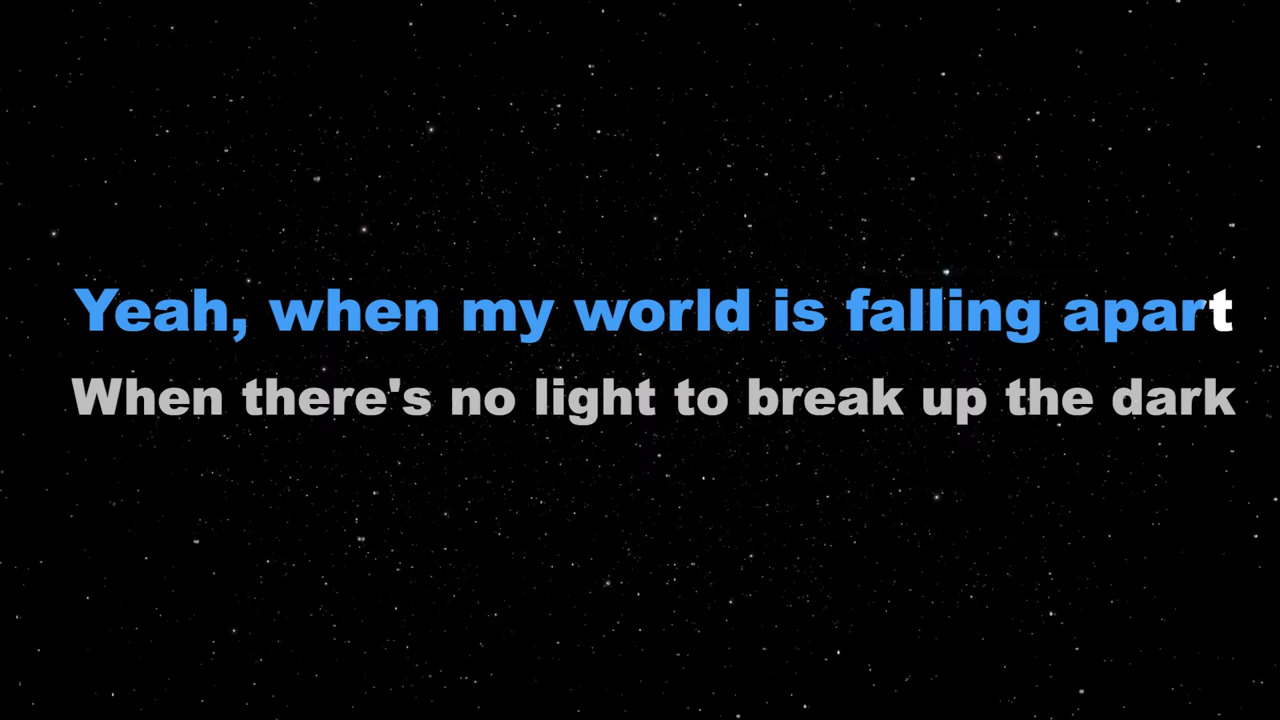 Yeah, when my world is falling apart
When there's no light to break up the dark